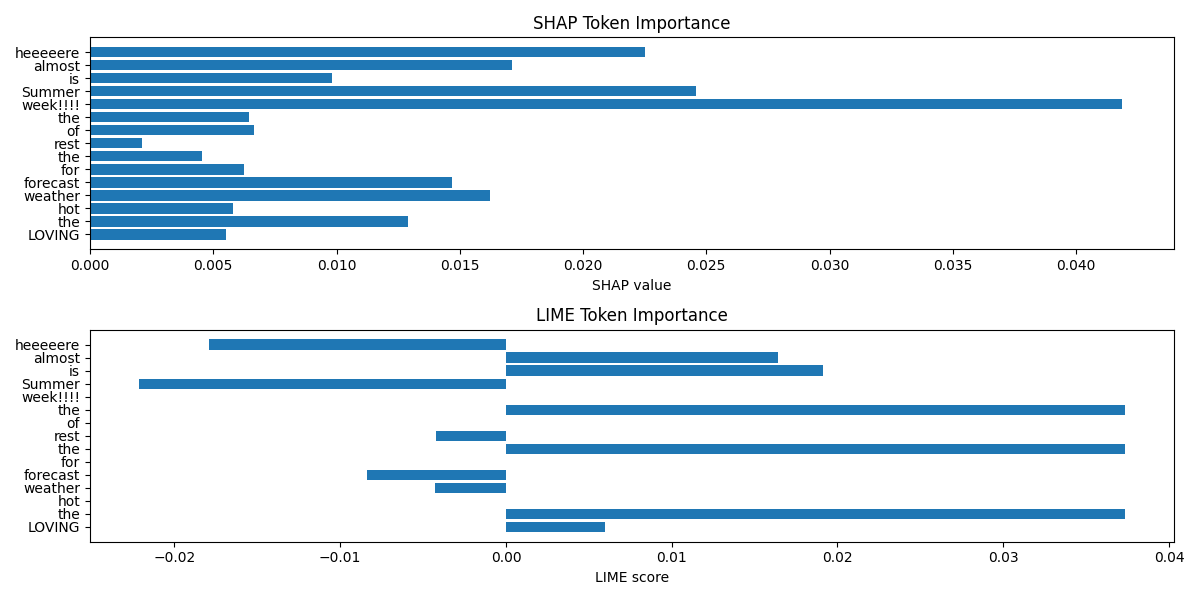 SHAP Token Importance
heeeeere
almost
is
Summer
week!!!!
the
of
rest
the
for
forecast
weather
hot
the
LOVING
0.000 0.005 0.010 0.015 0.020 0.025 0.030 0.035 0.040
SHAP value
LIME Token Importance
heeeeere
almost
is
Summer
week!!!!
the
of
rest
the
for
forecast
weather
hot
the
LOVING
−0.02 −0.01 0.00 0.01 0.02 0.03 0.04
LIME score